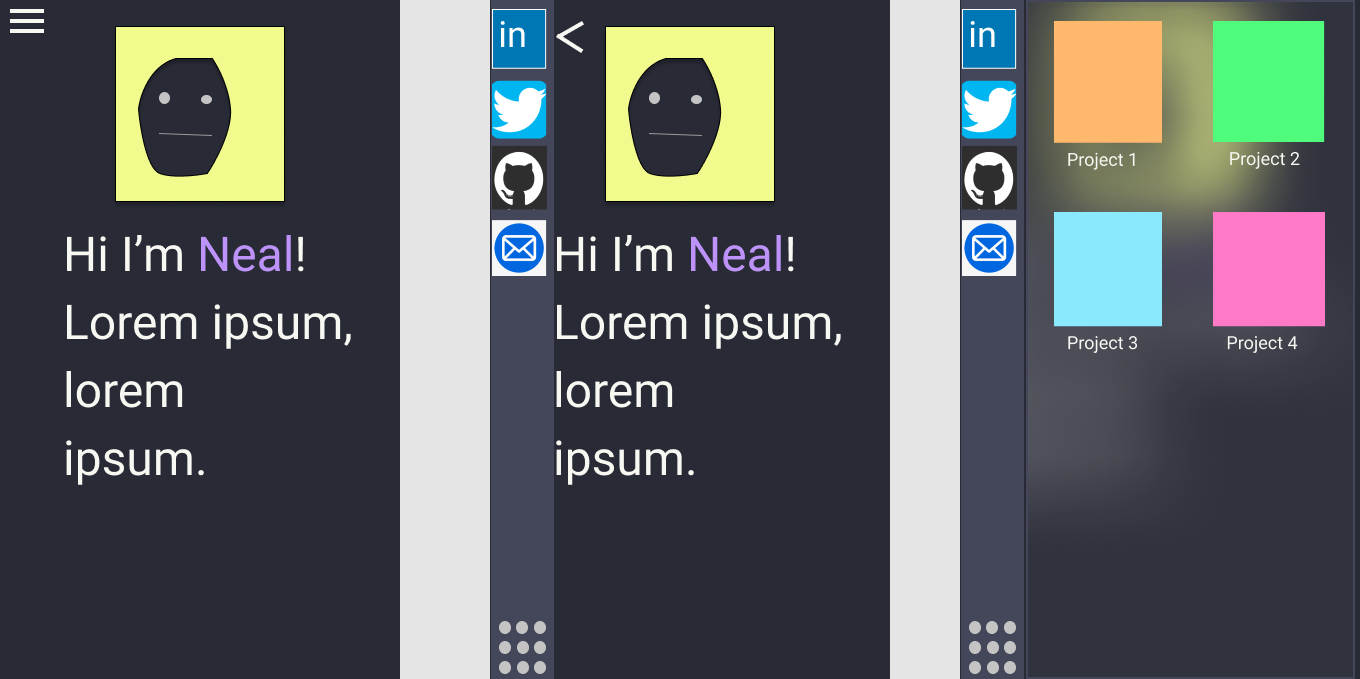 Hi I’m Neal!
Lorem ipsum,
lorem
ipsum.
in
<
Hi I’m Neal!
Lorem ipsum,
lorem
ipsum.
in
Project 1
Project 2
Project 3
Project 4